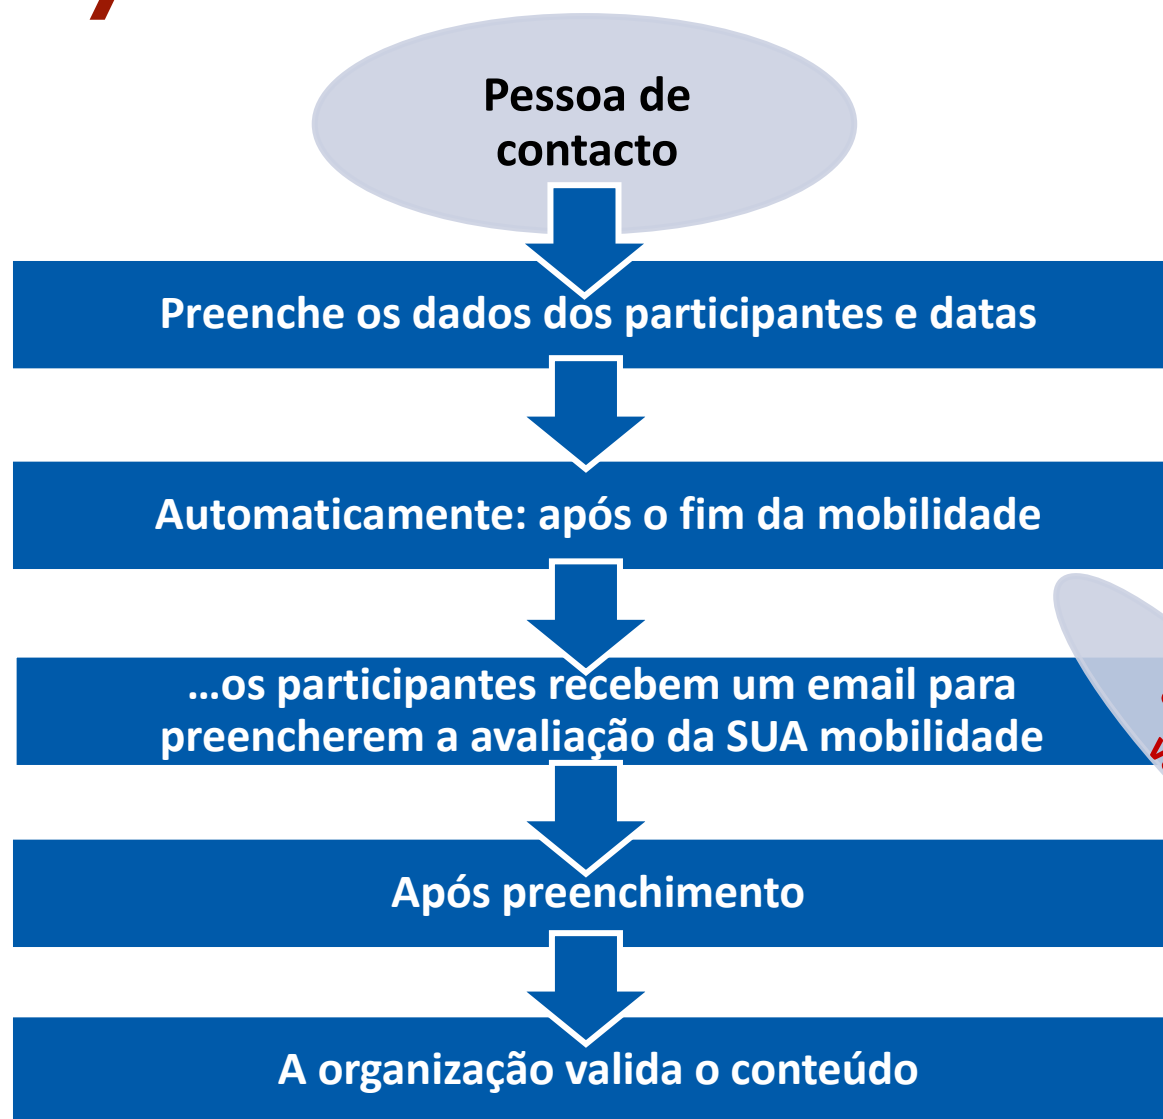 Pessoa de
contacto
Preenche os dados dos participantes e datas
Automaticamente: após o fim da mobilidade
...os participantes recebem um email para
preencherem a avaliação da SUA mobilidade
Após preenchimento
A organização valida o conteúdo